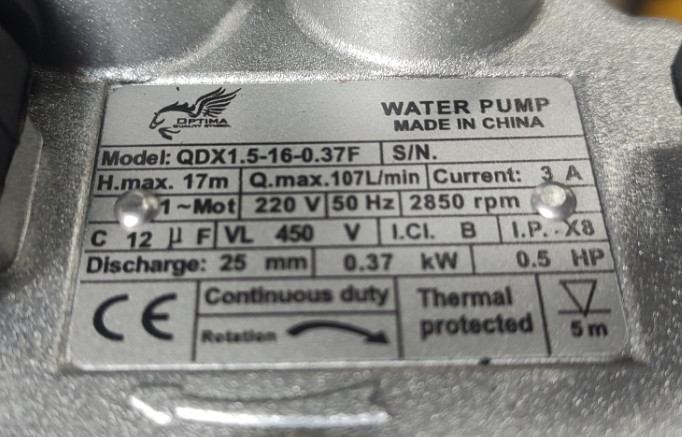 OPTIMA
WATER PUMP
MADE IN CHINA
Model: QDX1.5-16-0.37F S/N.
H.max. 17m Q.max.107L/min Current: 3 A
1~Mot 220 V 50 Hz 2850 rpm
C 12 μF VL 450 V I.Cl. B I.P. X8
Discharge: 25 mm 0.37 kW 0.5 HP
CE Continuous duty Thermal protected
Rotation 5 m